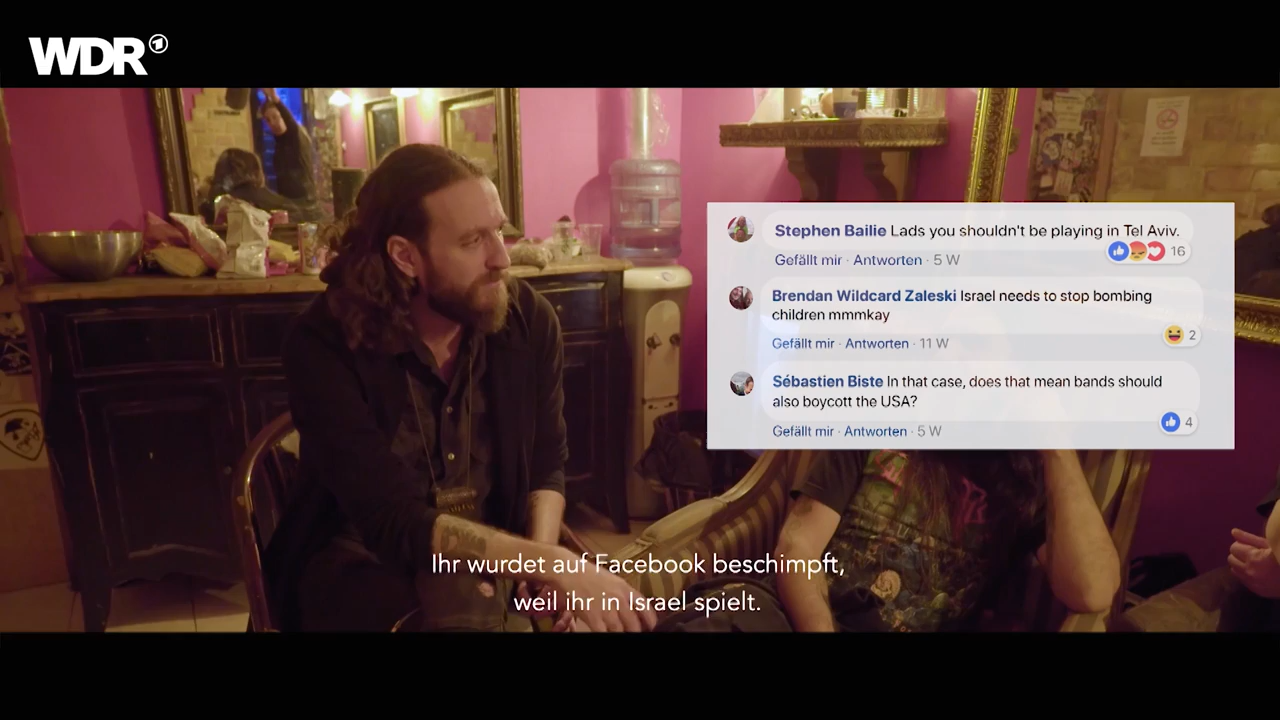 WDR
Stephen Bailie Lads you shouldn't be playing in Tel Aviv.
Gefällt mir · Antworten · 5 W
16
Brendan Wildcard Zaleski Israel needs to stop bombing
children mmmkay
Gefällt mir · Antworten · 11 W
2
Sébastien Biste In that case, does that mean bands should
also boycott the USA?
Gefällt mir · Antworten · 5 W
4
Ihr wurdet auf Facebook beschimpft,
weil ihr in Israel spielt.